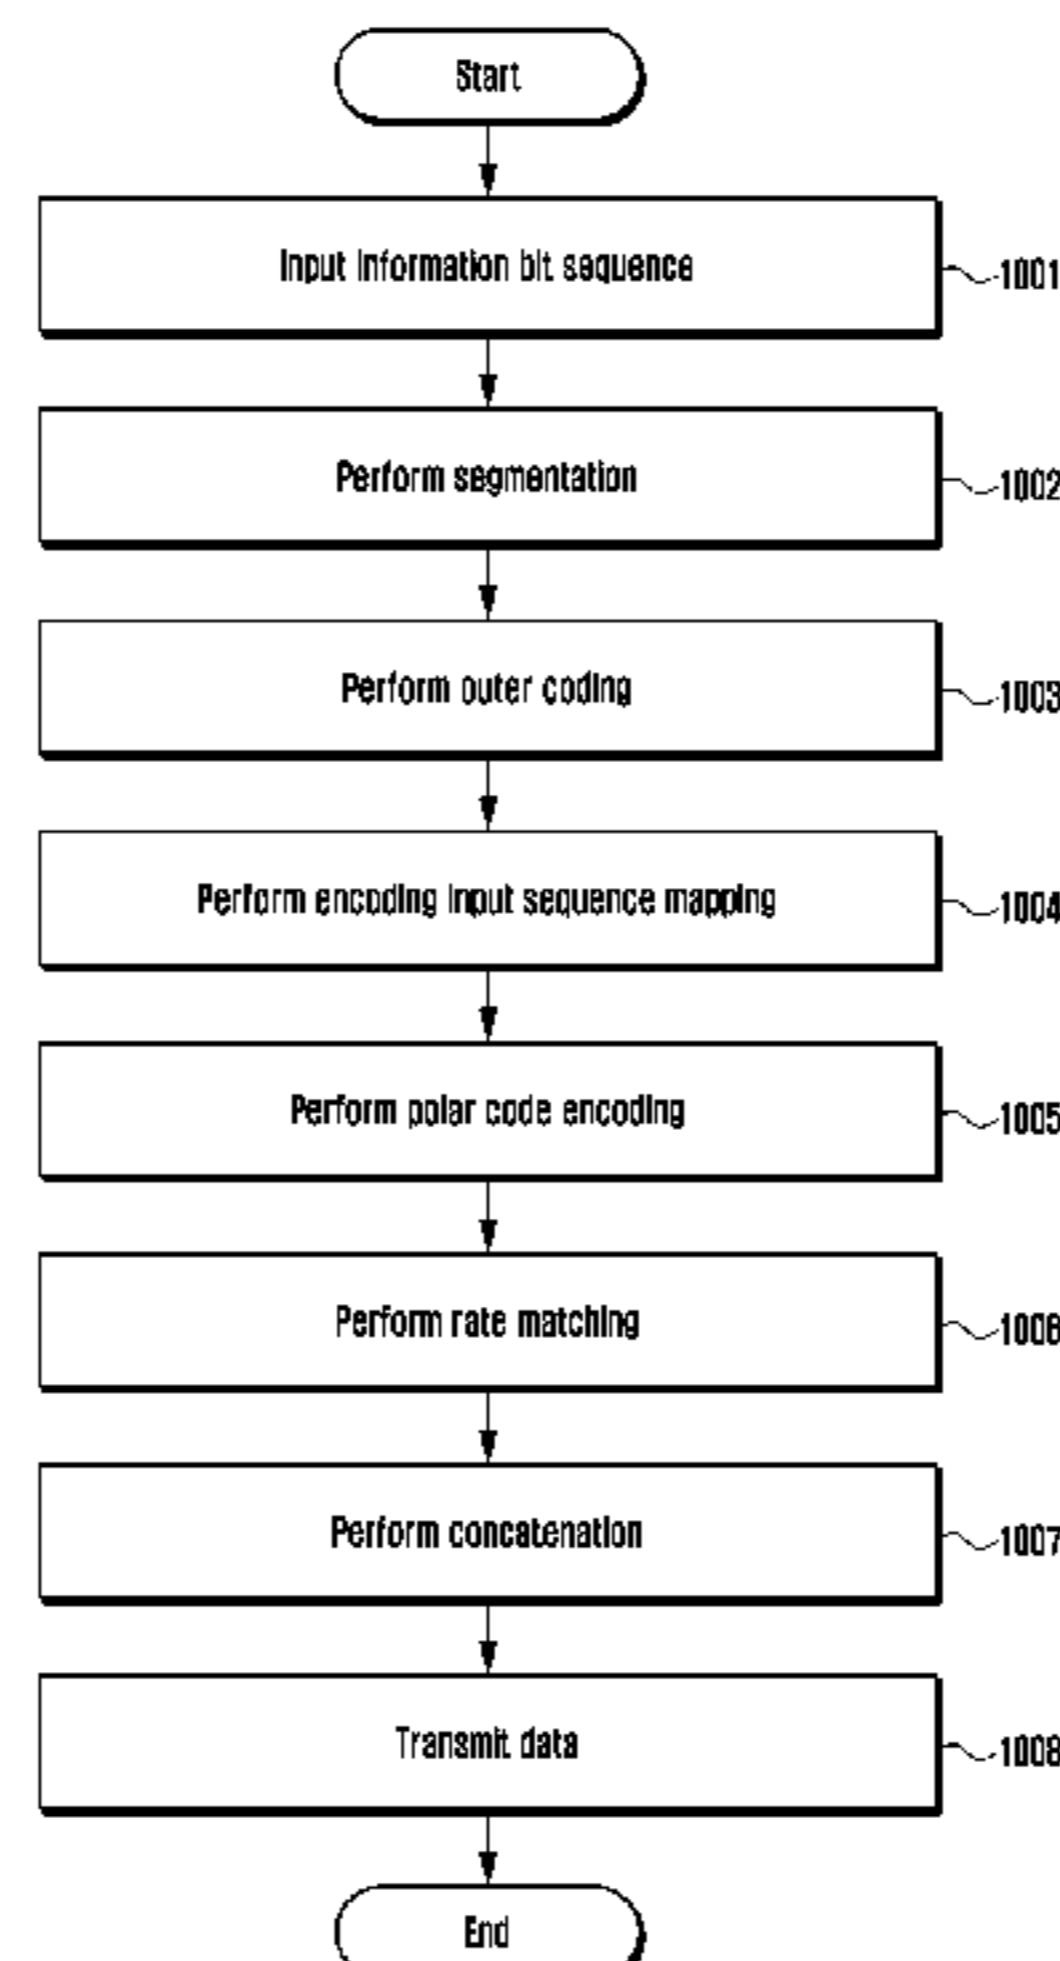 Start
Input information bit sequence
1001
Perform segmentation
1002
Perform outer coding
1003
Perform encoding input sequence mapping
1004
Perform polar code encoding
1005
Perform rate matching
1006
Perform concatenation
1007
Transmit data
1008
End